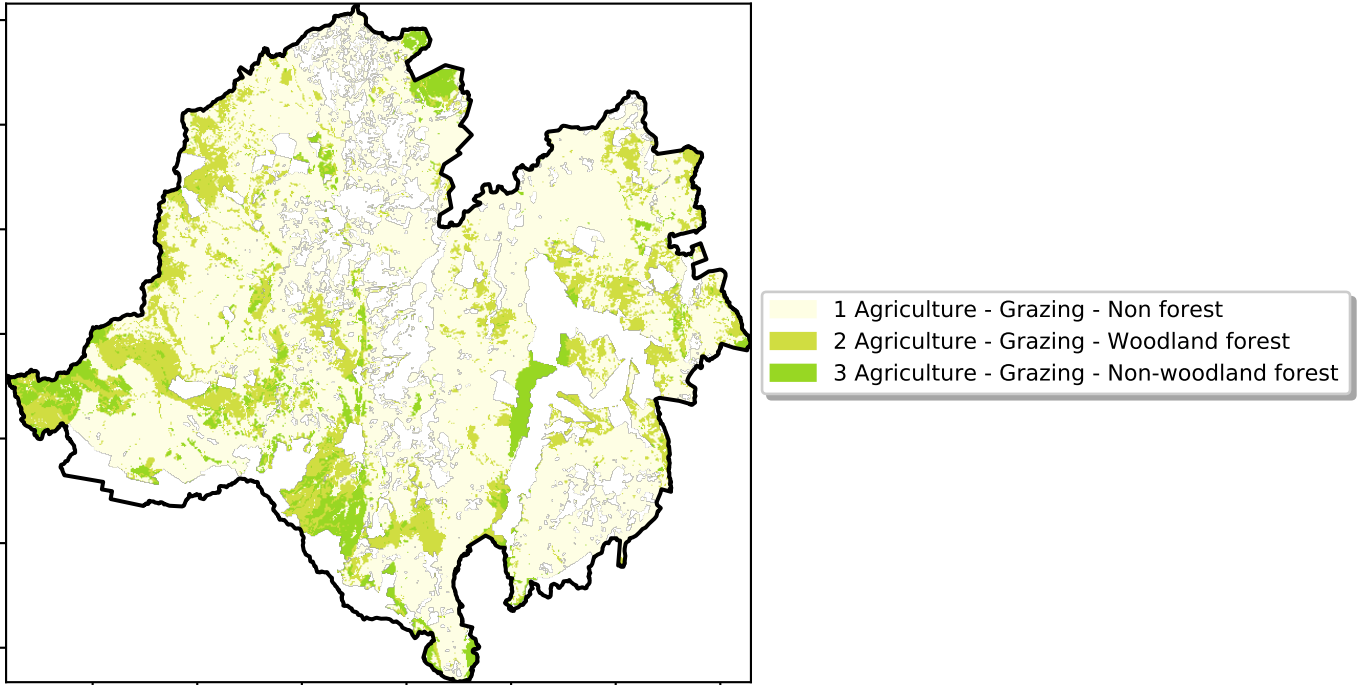 1 Agriculture - Grazing - Non forest
2 Agriculture - Grazing - Woodland forest
3 Agriculture - Grazing - Non-woodland forest